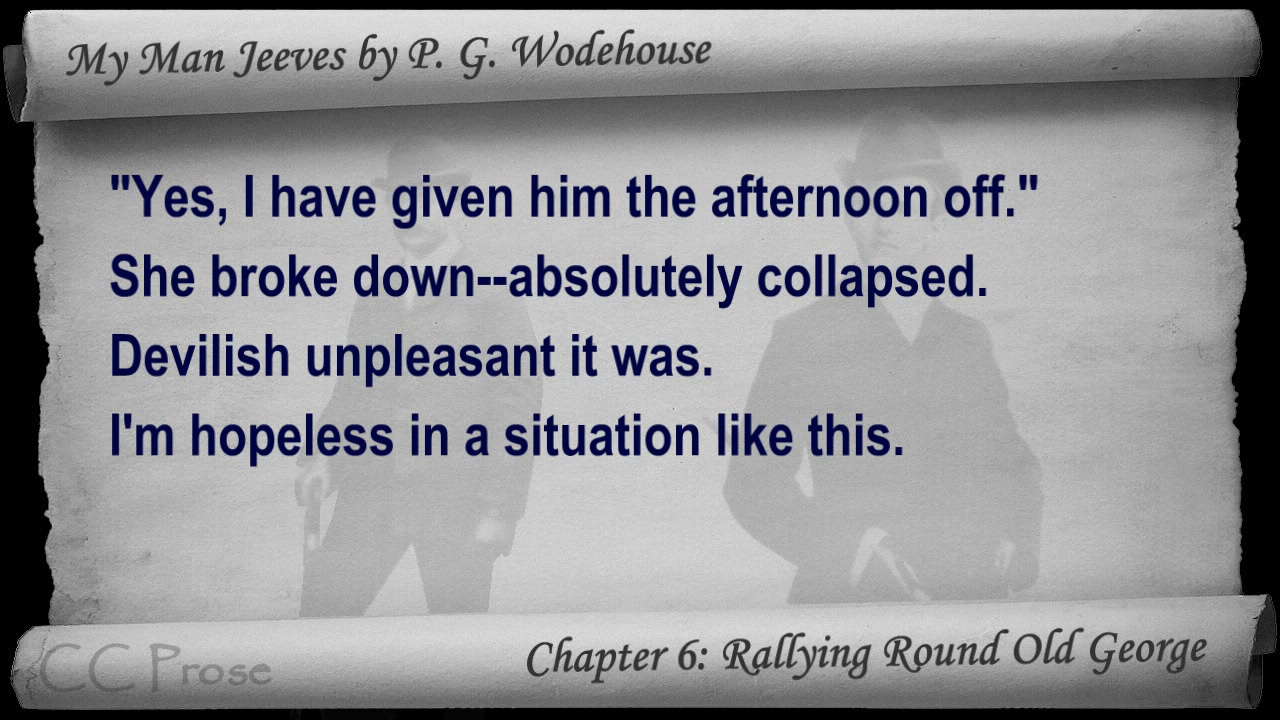 My Man Jeeves by P. G. Wodehouse
"Yes, I have given him the afternoon off."
She broke down--absolutely collapsed.
Devilish unpleasant it was.
I'm hopeless in a situation like this.
Chapter 6: Rallying Round Old George
CC Prose